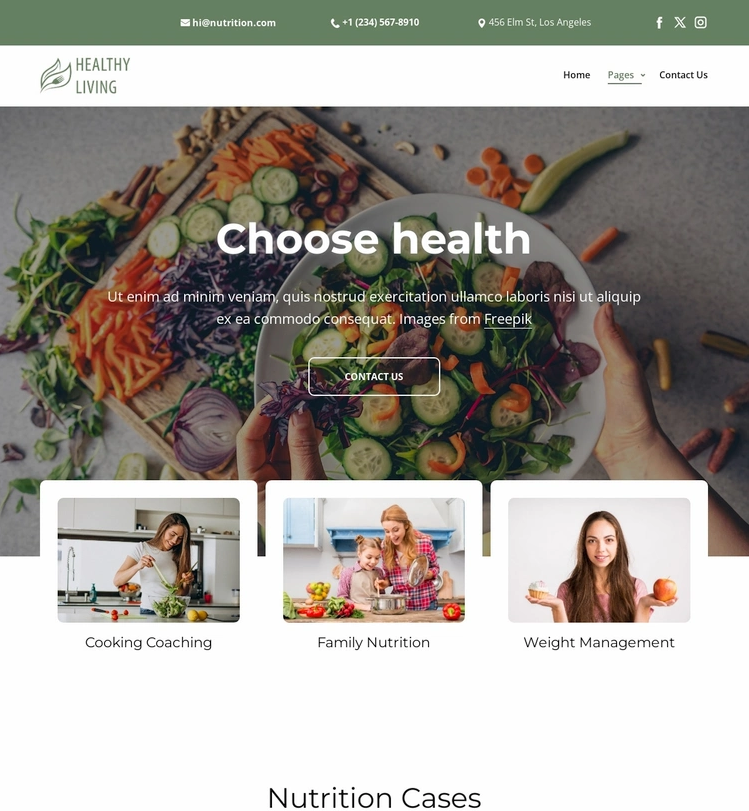 hi@nutrition.com
+1 (234) 567-8910
456 Elm St, Los Angeles
HEALTHY
LIVING
Home
Pages
Contact Us
Choose health
Ut enim ad minim veniam, quis nostrud exercitation ullamco laboris nisi ut aliquip
ex ea commodo consequat. Images from Freepik
CONTACT US
Cooking Coaching
Family Nutrition
Weight Management
Nutrition Cases